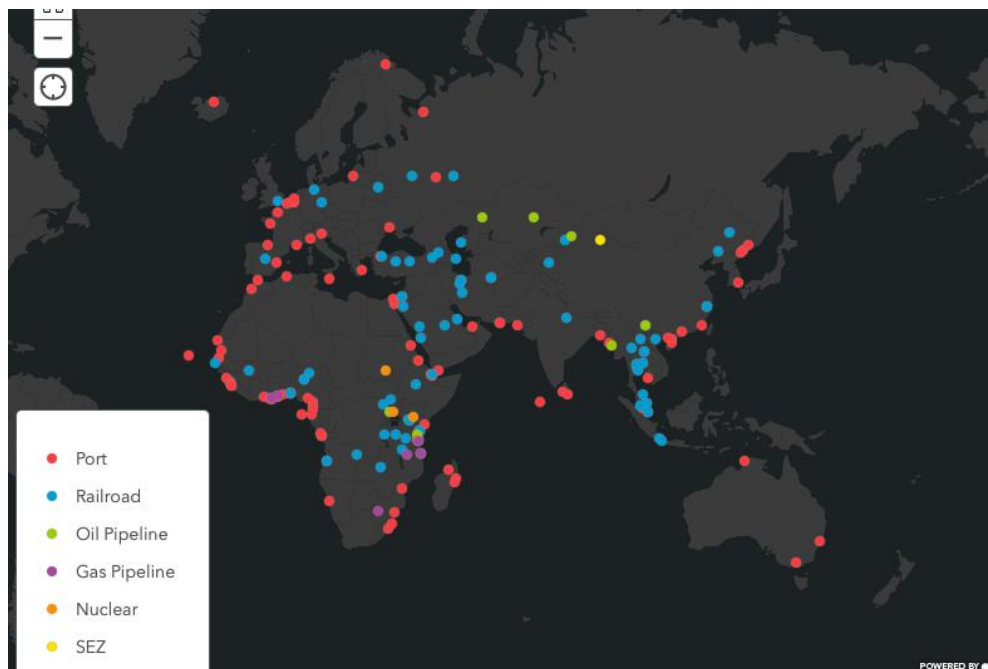 Port
Railroad
Oil Pipeline
Gas Pipeline
Nuclear
SEZ
POWERED BY